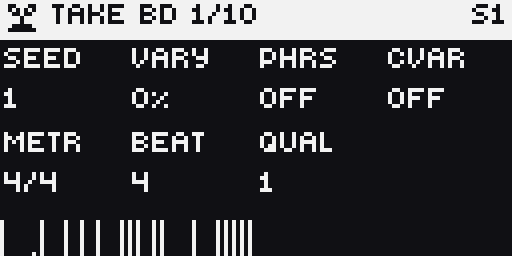 TAKE BD 1/10 S1
SEED VARY PHRS CVAR
1 0% OFF OFF
METR BEAT QUAL
4/4 4 1